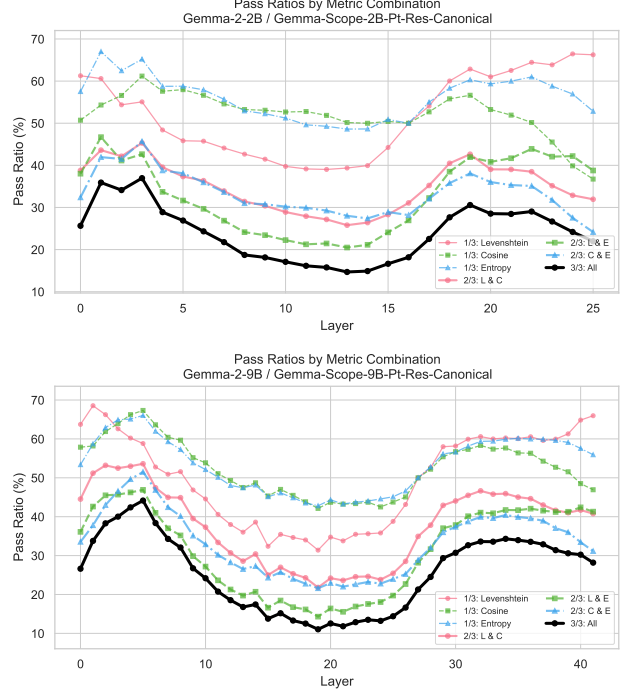 Pass Ratios by Metric Combination
Gemma-2-2B / Gemma-Scope-2B-Pt-Res-Canonical
Pass Ratio (%)
70
60
50
40
30
20
10
0
5
10
15
20
25
Layer
1/3: Levenshtein
1/3: Cosine
1/3: Entropy
2/3: L & C
2/3: L & E
2/3: C & E
3/3: All
Pass Ratios by Metric Combination
Gemma-2-9B / Gemma-Scope-9B-Pt-Res-Canonical
Pass Ratio (%)
70
60
50
40
30
20
10
0
10
20
30
40
Layer
1/3: Levenshtein
1/3: Cosine
1/3: Entropy
2/3: L & C
2/3: L & E
2/3: C & E
3/3: All